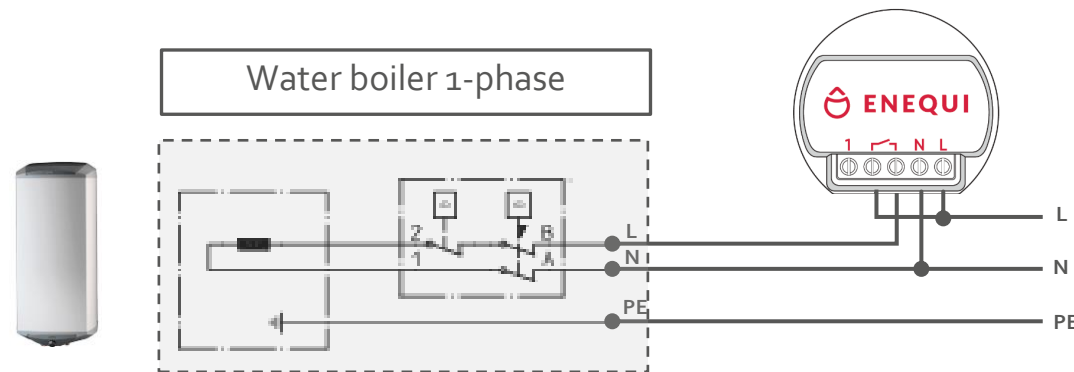 Water boiler 1-phase
ENEQUI
1 N L
L
N
PE
2 B
1 A
L
N
PE